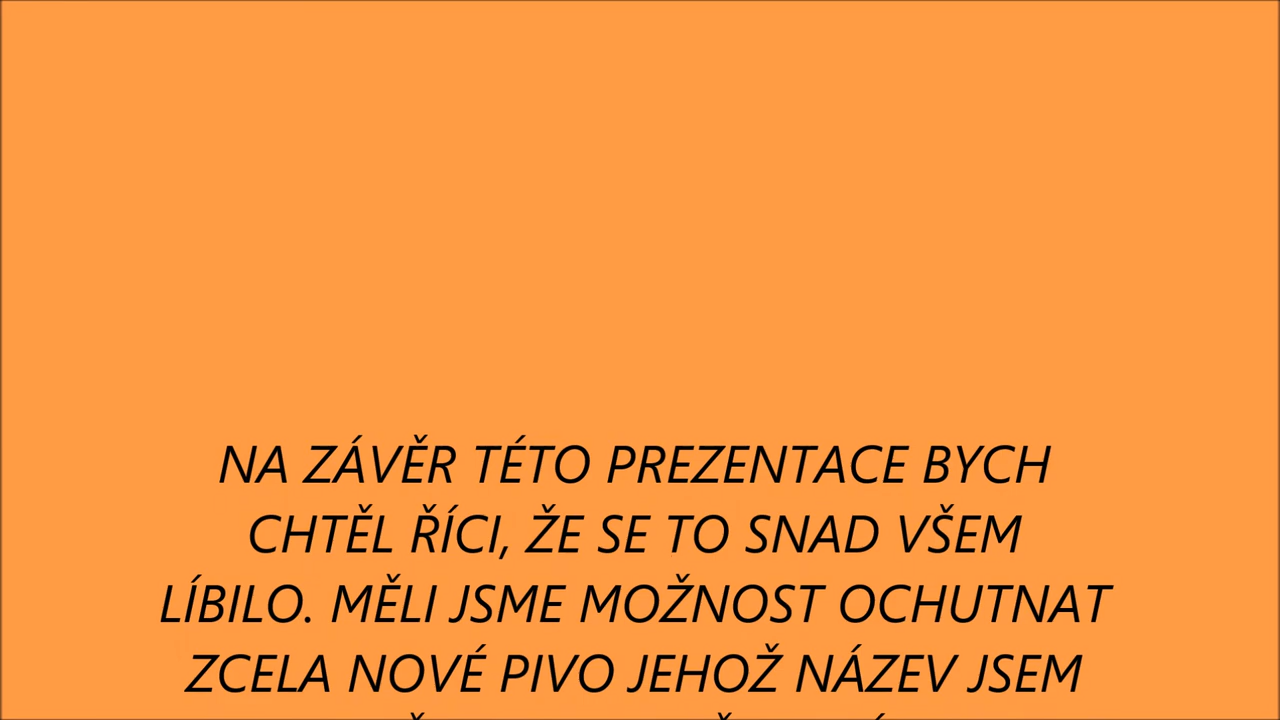 NA ZÁVĚR TÉTO PREZENTACE BYCH
CHTĚL ŘÍCI, ŽE SE TO SNAD VŠEM
LÍBILO. MĚLI JSME MOŽNOST OCHUTNAT
ZCELA NOVÉ PIVO JEHOŽ NÁZEV JSEM